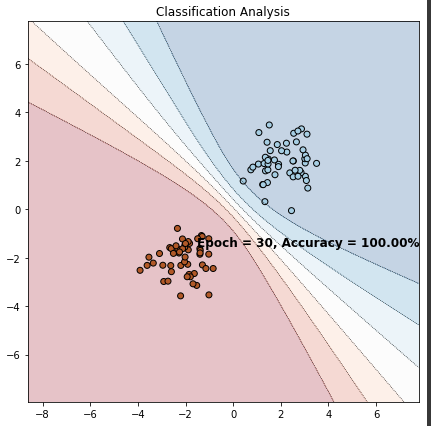 Classification Analysis
6
4
2
0
Epoch = 30, Accuracy = 100.00%
−2
−4
−6
−8 −6 −4 −2 0 2 4 6